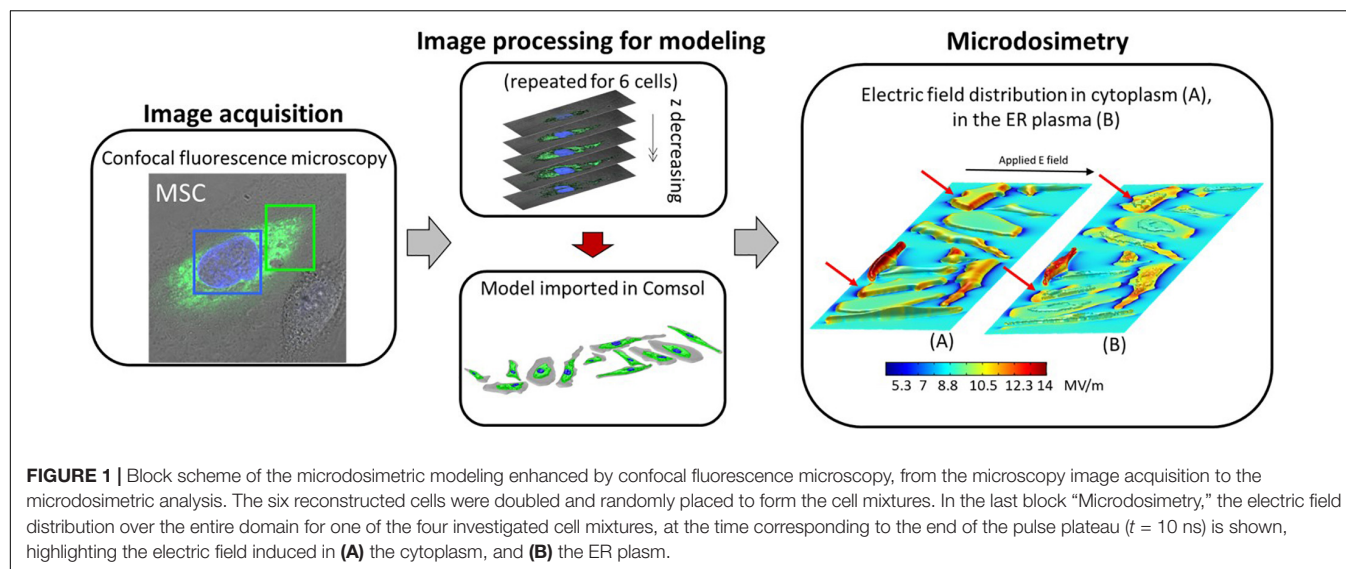 Image acquisition
Confocal fluorescence microscopy
MSC
Image processing for modeling
(repeated for 6 cells)
z decreasing
Model imported in Comsol
Microdosimetry
Electric field distribution in cytoplasm (A),
in the ER plasma (B)
Applied E field
(A)
(B)
5.3 7 8.8 10.5 12.3 14 MV/m
FIGURE 1 | Block scheme of the microdosimetric modeling enhanced by confocal fluorescence microscopy, from the microscopy image acquisition to the
microdosimetric analysis. The six reconstructed cells were doubled and randomly placed to form the cell mixtures. In the last block “Microdosimetry,” the electric field
distribution over the entire domain for one of the four investigated cell mixtures, at the time corresponding to the end of the pulse plateau (t = 10 ns) is shown,
highlighting the electric field induced in (A) the cytoplasm, and (B) the ER plasm.